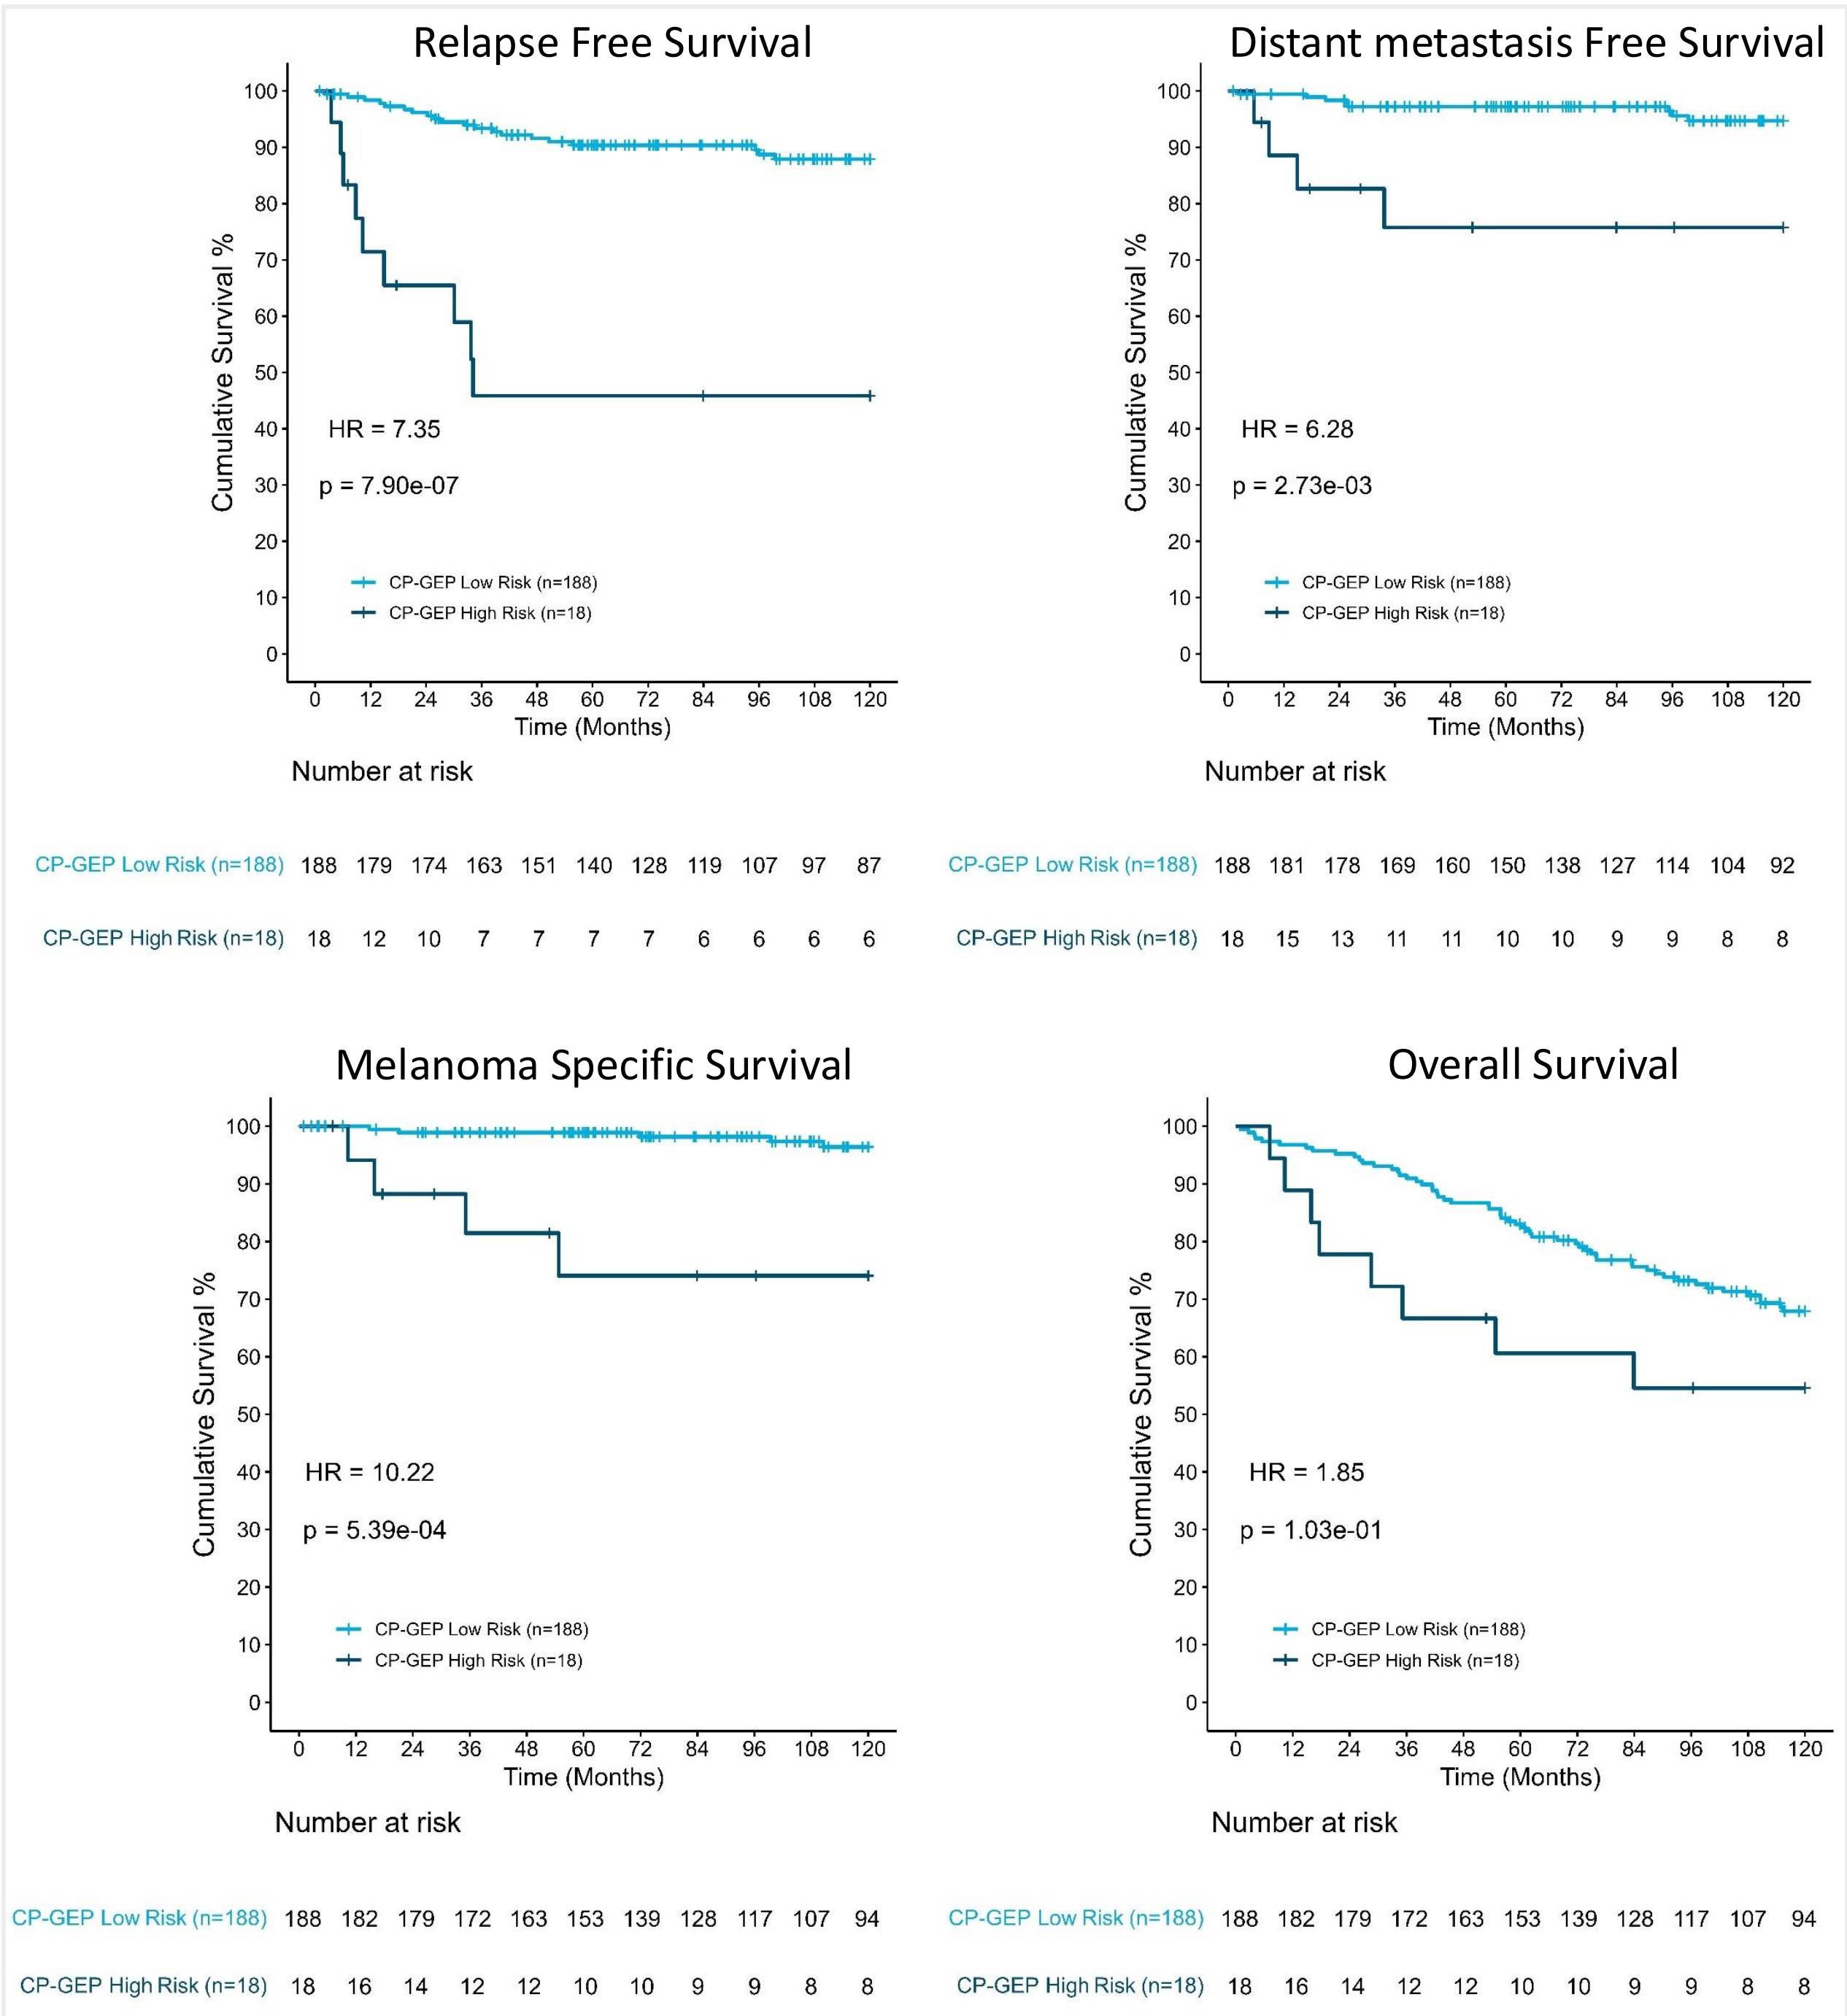 Relapse Free Survival
100
90
80
70
60
50
40
30
20
10
0
Cumulative Survival %
HR = 7.35
p = 7.90e-07
CP-GEP Low Risk (n=188)
CP-GEP High Risk (n=18)
0 12 24 36 48 60 72 84 96 108 120
Time (Months)
Number at risk
CP-GEP Low Risk (n=188) 188 179 174 163 151 140 128 119 107 97 87
CP-GEP High Risk (n=18) 18 12 10 7 7 7 7 6 6 6 6
Distant metastasis Free Survival
100
90
80
70
60
50
40
30
20
10
0
Cumulative Survival %
HR = 6.28
p = 2.73e-03
CP-GEP Low Risk (n=188)
CP-GEP High Risk (n=18)
0 12 24 36 48 60 72 84 96 108 120
Time (Months)
Number at risk
CP-GEP Low Risk (n=188) 188 181 178 169 160 150 138 127 114 104 92
CP-GEP High Risk (n=18) 18 15 13 11 11 10 10 9 9 8 8
Melanoma Specific Survival
100
90
80
70
60
50
40
30
20
10
0
Cumulative Survival %
HR = 10.22
p = 5.39e-04
CP-GEP Low Risk (n=188)
CP-GEP High Risk (n=18)
0 12 24 36 48 60 72 84 96 108 120
Time (Months)
Number at risk
CP-GEP Low Risk (n=188) 188 182 179 172 163 153 139 128 117 107 94
CP-GEP High Risk (n=18) 18 16 14 12 12 10 10 9 9 8 8
Overall Survival
100
90
80
70
60
50
40
30
20
10
0
Cumulative Survival %
HR = 1.85
p = 1.03e-01
CP-GEP Low Risk (n=188)
CP-GEP High Risk (n=18)
0 12 24 36 48 60 72 84 96 108 120
Time (Months)
Number at risk
CP-GEP Low Risk (n=188) 188 182 179 172 163 153 139 128 117 107 94
CP-GEP High Risk (n=18) 18 16 14 12 12 10 10 9 9 8 8